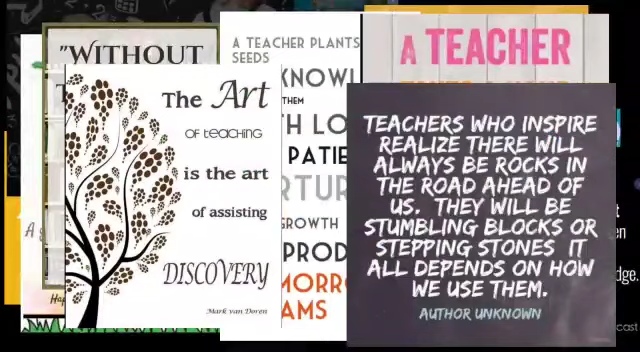 "WITHOUT
The Art
OF teaching
is the art
of assisting
DISCOVERY
Mark van Doren
A TEACHER PLANTS
SEEDS
KNOWL
THEM
H LO
PATIE
RTUR
GROWTH
PROD
MORRO
AMS
A TEACHER
TEACHERS WHO INSPIRE
REALIZE THERE WILL
ALWAYS BE ROCKS IN
THE ROAD AHEAD OF
US. THEY WILL BE
STUMBLING BLOCKS OR
STEPPING STONES IT
ALL DEPENDS ON HOW
WE USE THEM.
AUTHOR UNKNOWN
dge.
cast